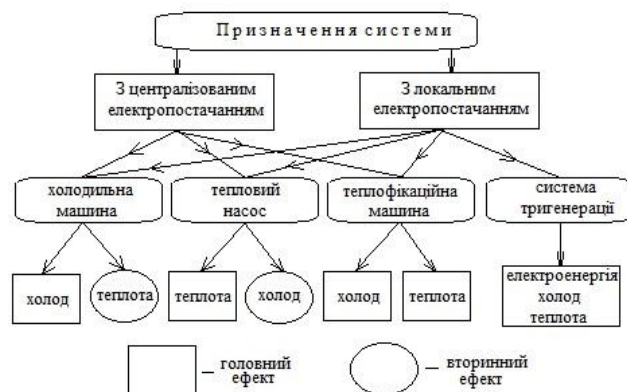 Призначення системи
З централізованим
електропостачанням
З локальним
електропостачанням
холодильна
машина
тепловий
насос
теплофікаційна
машина
система
тригенерації
холод
теплота
теплота
холод
холод
теплота
електроенергія
холод
теплота
– головний
ефект
– вторинний
ефект